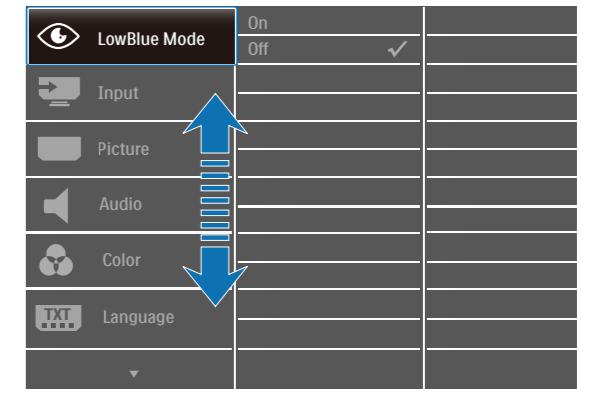 LowBlue Mode
On
Off
Input
Picture
Audio
Color
TXT
Language